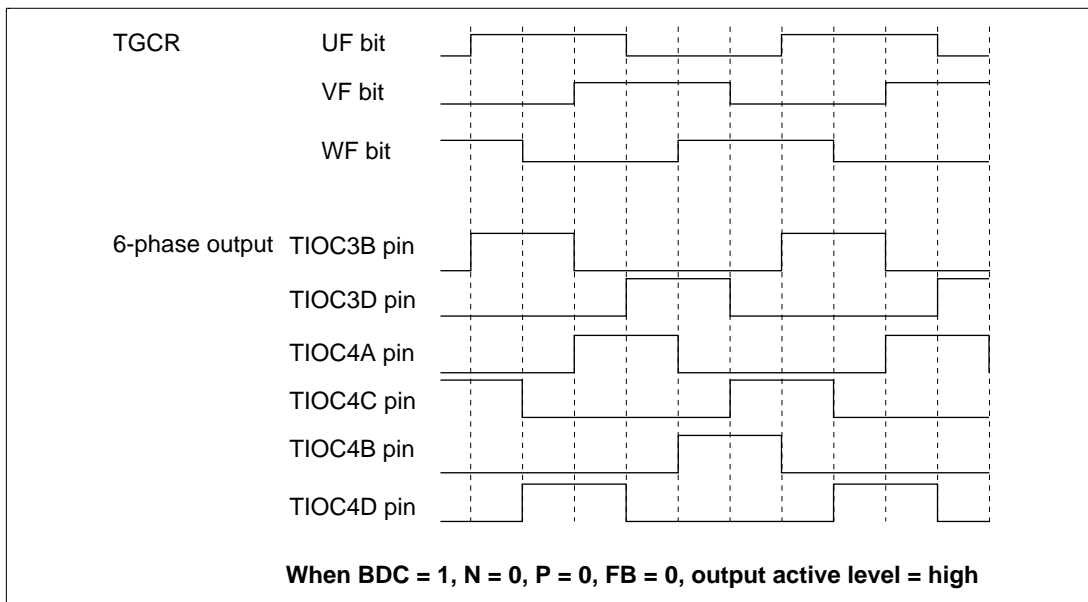 TGCR UF bit
VF bit
WF bit
6-phase output TIOC3B pin
TIOC3D pin
TIOC4A pin
TIOC4C pin
TIOC4B pin
TIOC4D pin
When BDC = 1, N = 0, P = 0, FB = 0, output active level = high